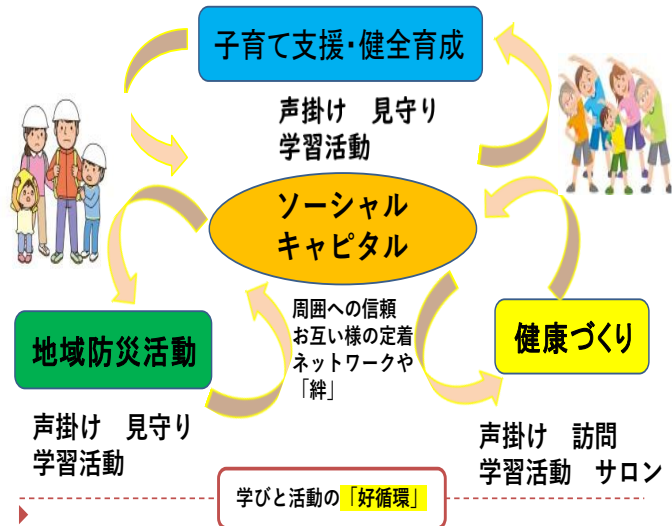 子育て支援・健全育成
声掛け　見守り
学習活動
ソーシャル
キャピタル
周囲への信頼
お互い様の定着
ネットワークや
「絆」
地域防災活動
声掛け　見守り
学習活動
健康づくり
声掛け　訪問
学習活動　サロン
学びと活動の「好循環」